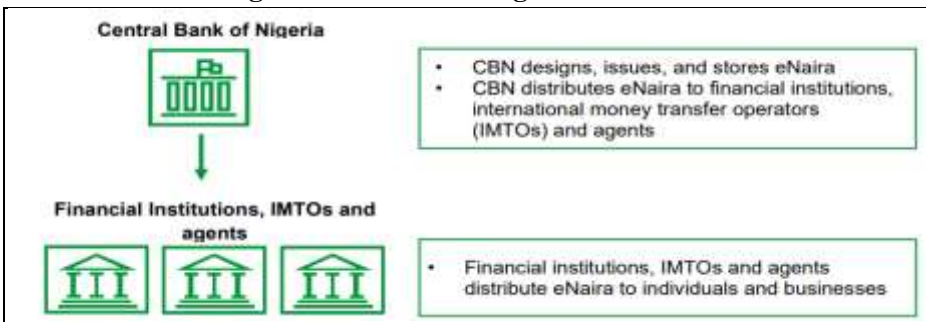 Central Bank of Nigeria
• CBN designs, issues, and stores eNaira
• CBN distributes eNaira to financial institutions,
international money transfer operators
(IMTOs) and agents
Financial Institutions, IMTOs and
agents
• Financial institutions, IMTOs and agents
distribute eNaira to individuals and businesses